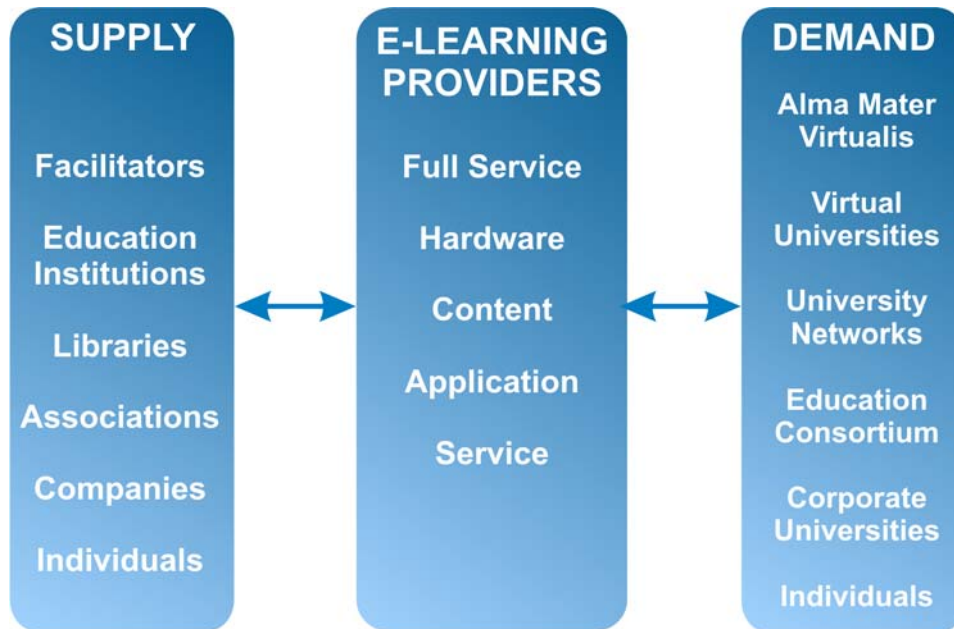 SUPPLY
Facilitators
Education
Institutions
Libraries
Associations
Companies
Individuals
E-LEARNING
PROVIDERS
Full Service
Hardware
Content
Application
Service
DEMAND
Alma Mater
Virtualis
Virtual
Universities
University
Networks
Education
Consortium
Corporate
Universities
Individuals